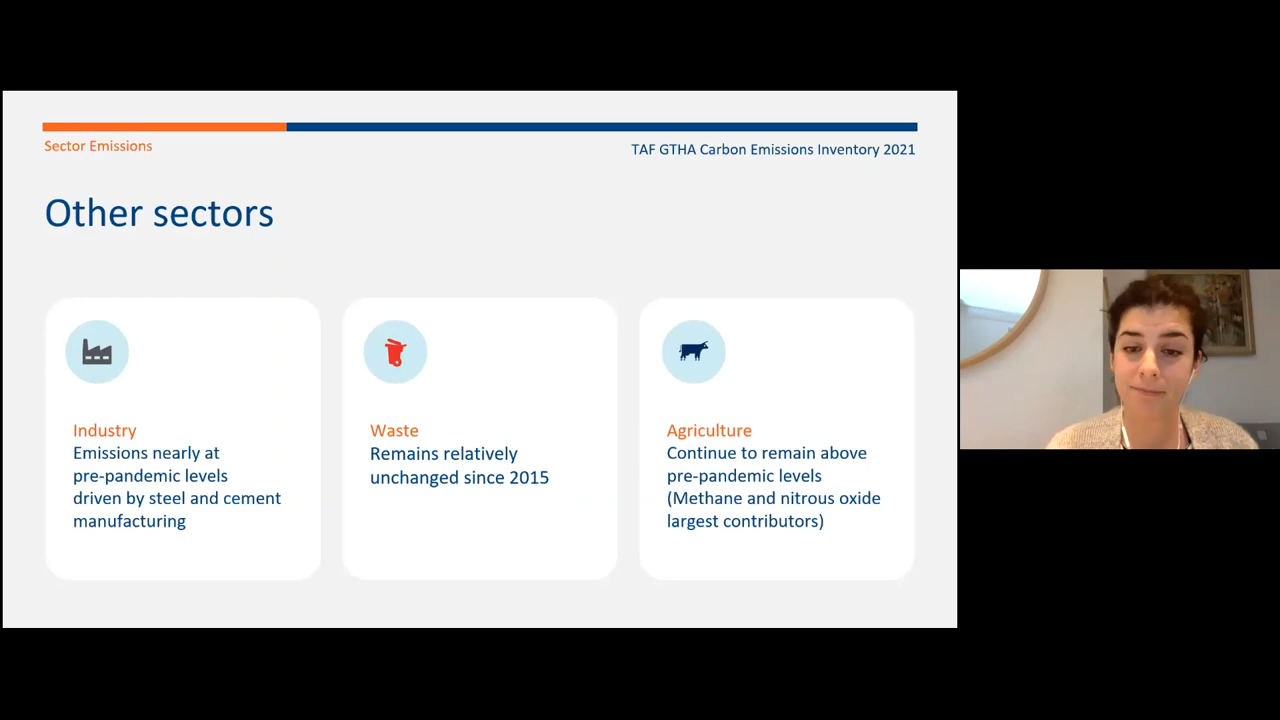 Sector Emissions
TAF GTHA Carbon Emissions Inventory 2021
Other sectors
Industry
Emissions nearly at
pre-pandemic levels
driven by steel and cement
manufacturing
Waste
Remains relatively
unchanged since 2015
Agriculture
Continue to remain above
pre-pandemic levels
(Methane and nitrous oxide
largest contributors)